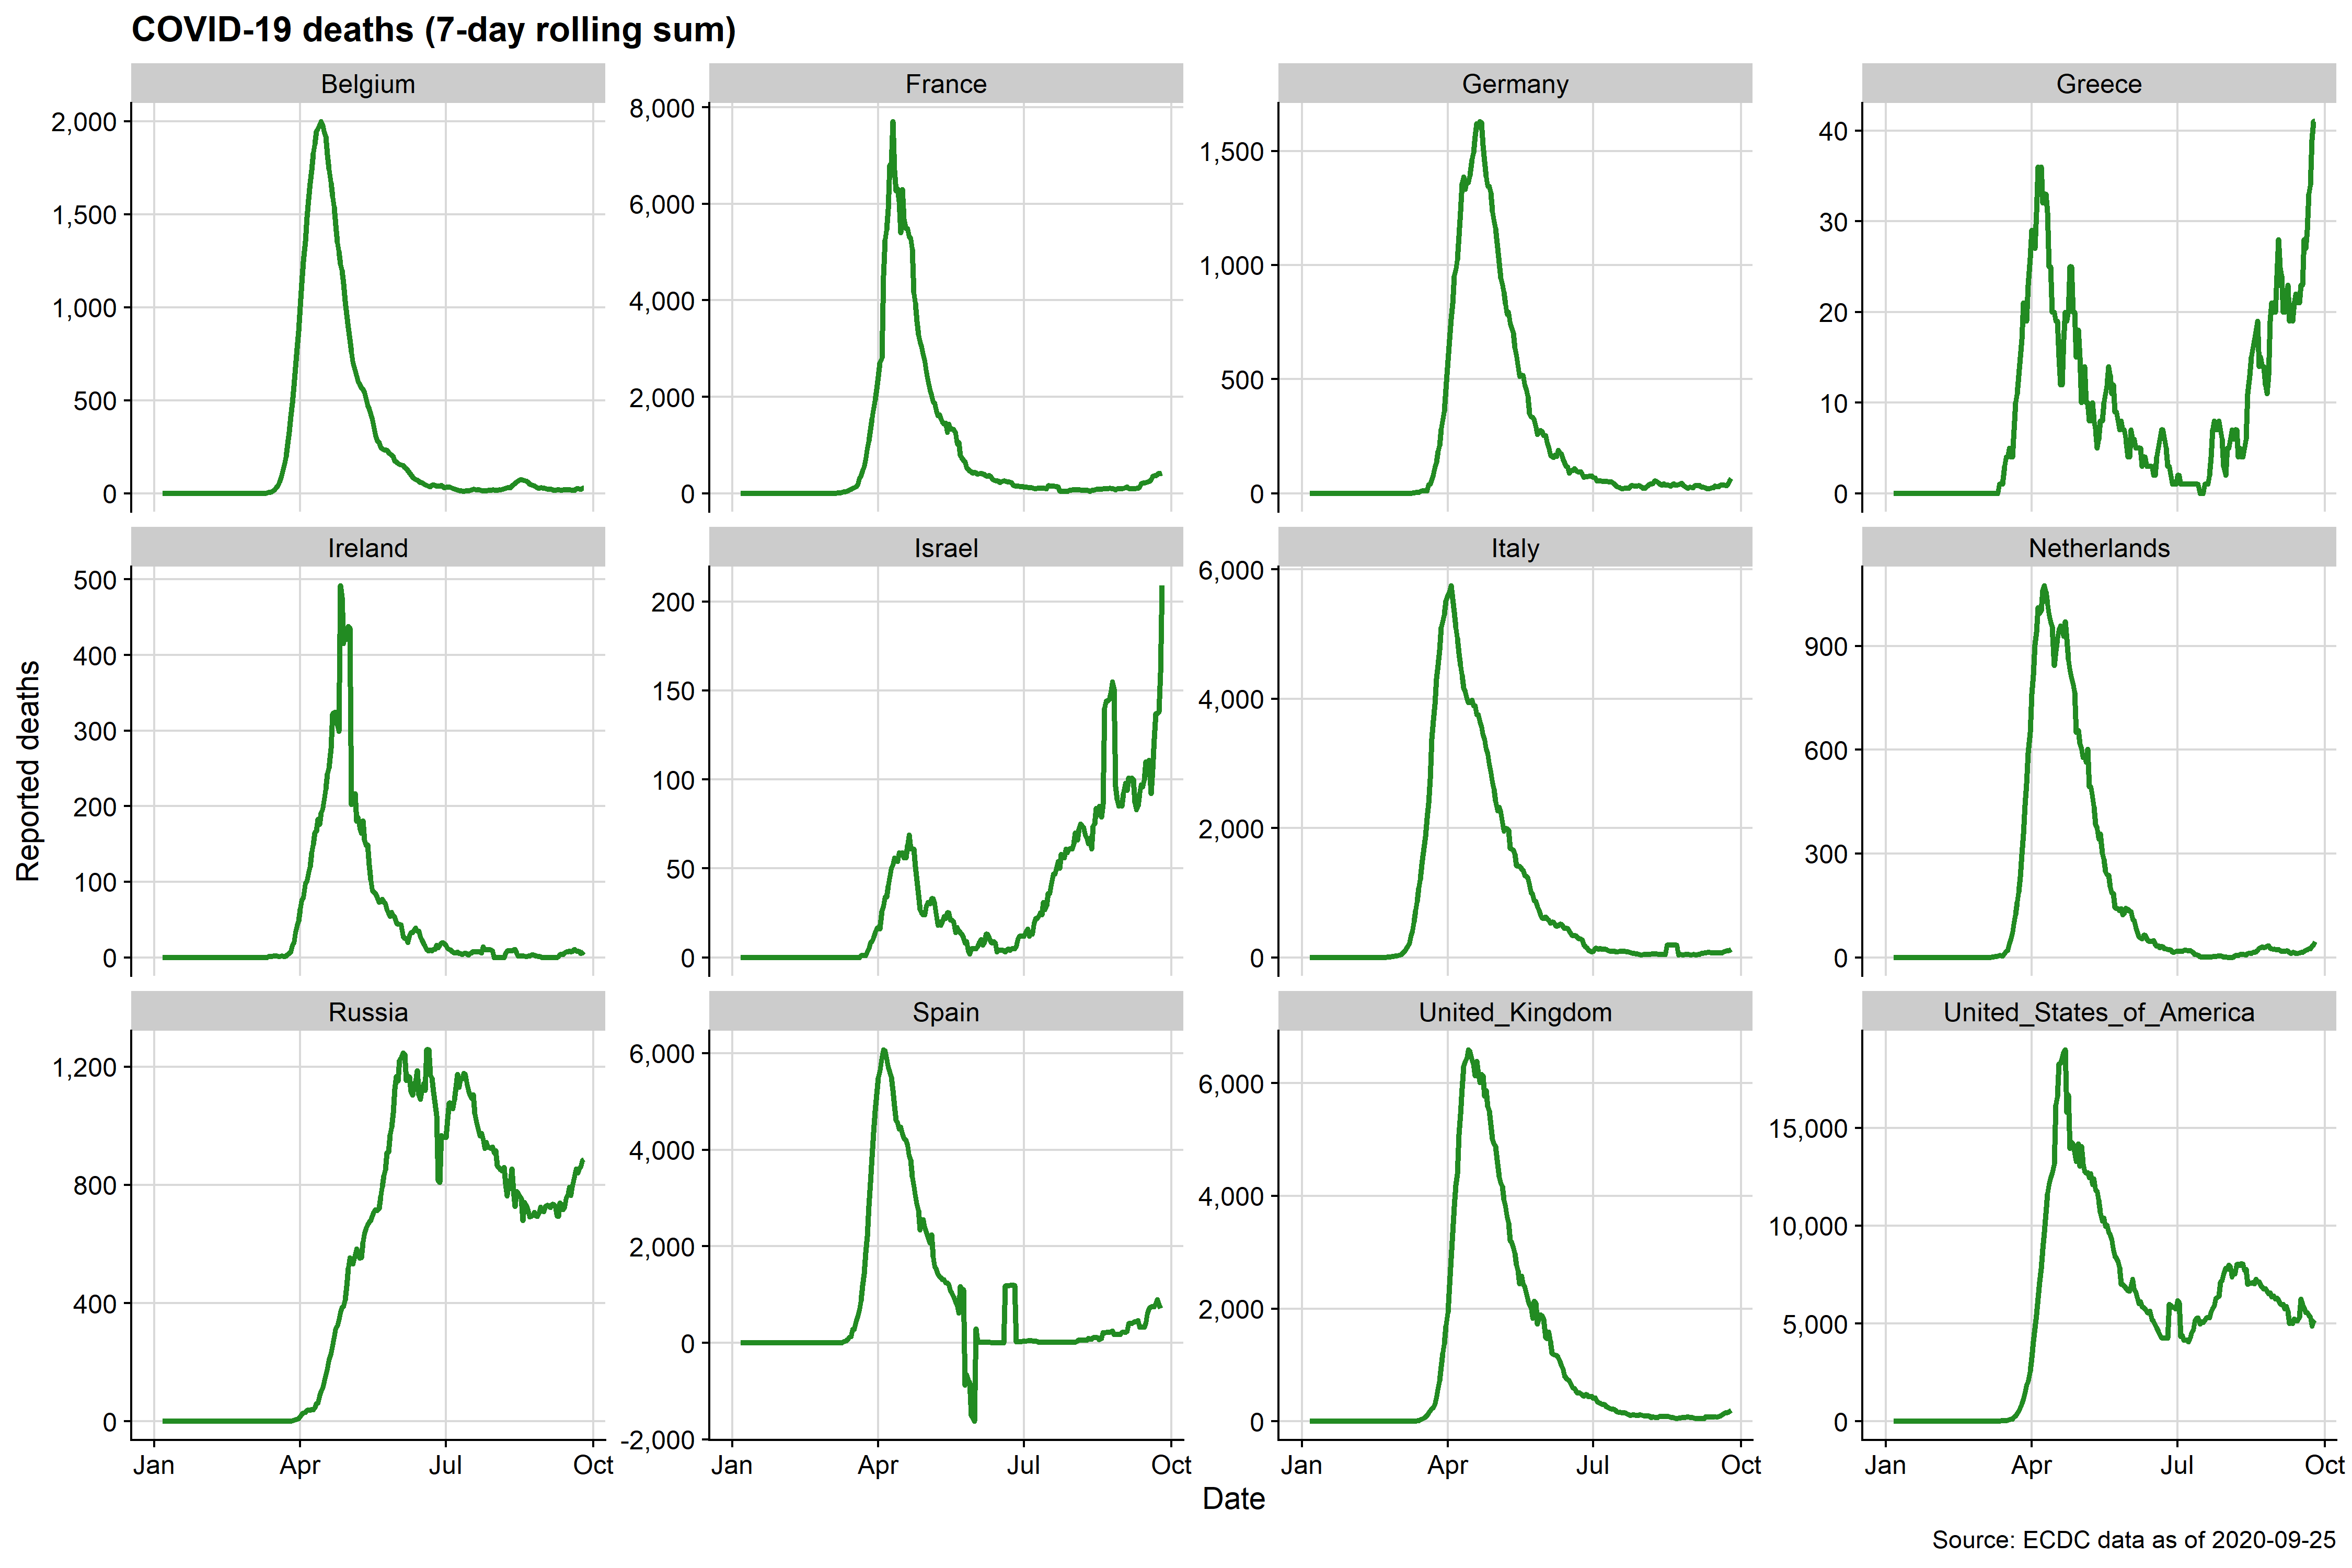 COVID-19 deaths (7-day rolling sum)
Belgium
France
Germany
Greece
2,000
1,500
1,000
500
0
8,000
6,000
4,000
2,000
0
1,500
1,000
500
0
40
30
20
10
0
Ireland
Israel
Italy
Netherlands
500
400
300
200
100
0
200
150
100
50
0
6,000
4,000
2,000
0
900
600
300
0
Russia
Spain
United_Kingdom
United_States_of_America
1,200
800
400
0
6,000
4,000
2,000
0
-2,000
6,000
4,000
2,000
0
15,000
10,000
5,000
0
Jan Apr Jul Oct
Jan Apr Jul Oct
Jan Apr Jul Oct
Jan Apr Jul Oct
Reported deaths
Date
Source: ECDC data as of 2020-09-25